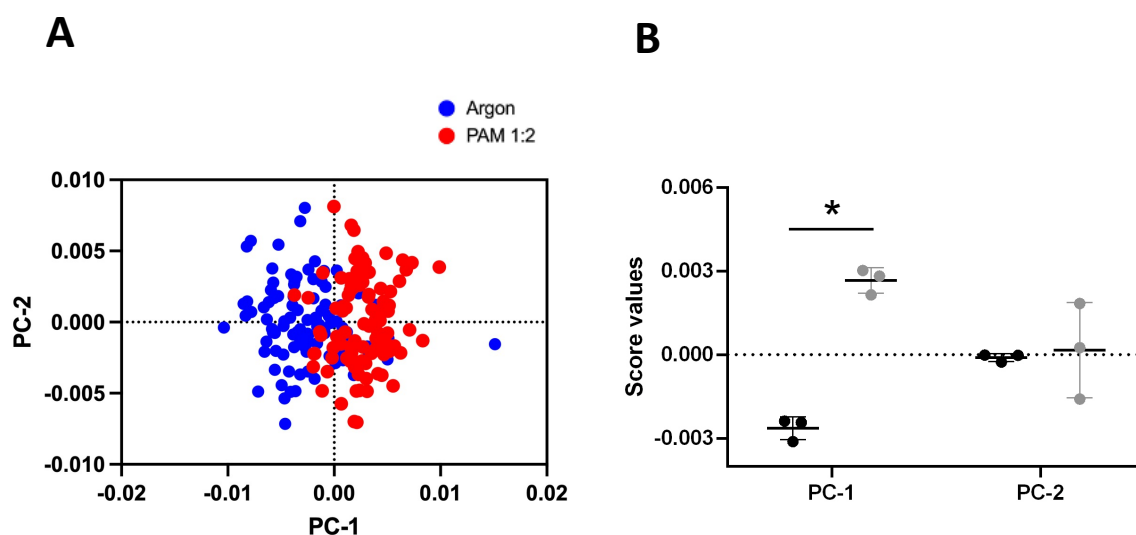 A
B
Argon
PAM 1:2
0.010
0.005
0.000
-0.005
-0.010
PC-2
-0.02 -0.01 0.00 0.01 0.02
PC-1
0.006
0.003
0.000
-0.003
Score values
*
PC-1 PC-2